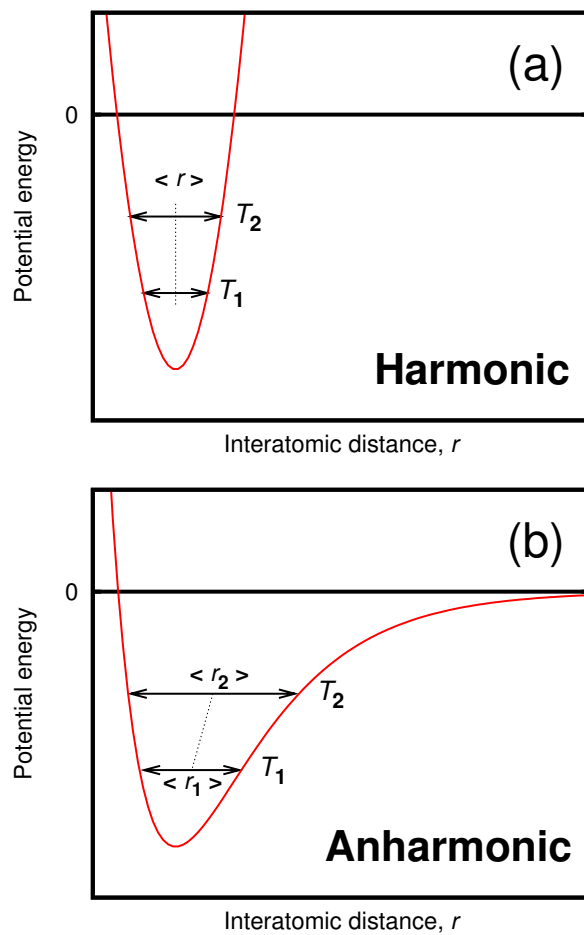 (a)
0
< r >
T2
T1
Potential energy
Harmonic
Interatomic distance, r
(b)
0
< r2 >
T2
T1
< r1 >
Potential energy
Anharmonic
Interatomic distance, r